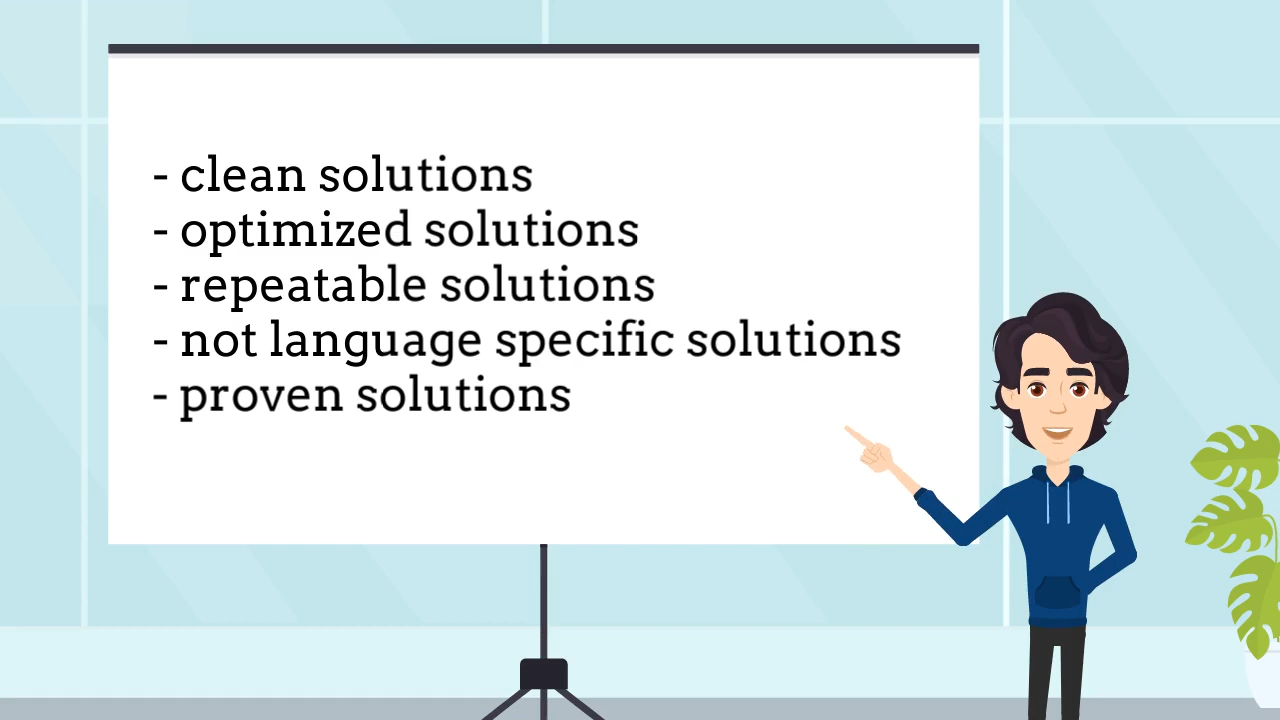 - clean solutions
- optimized solutions
- repeatable solutions
- not language specific solutions
- proven solutions